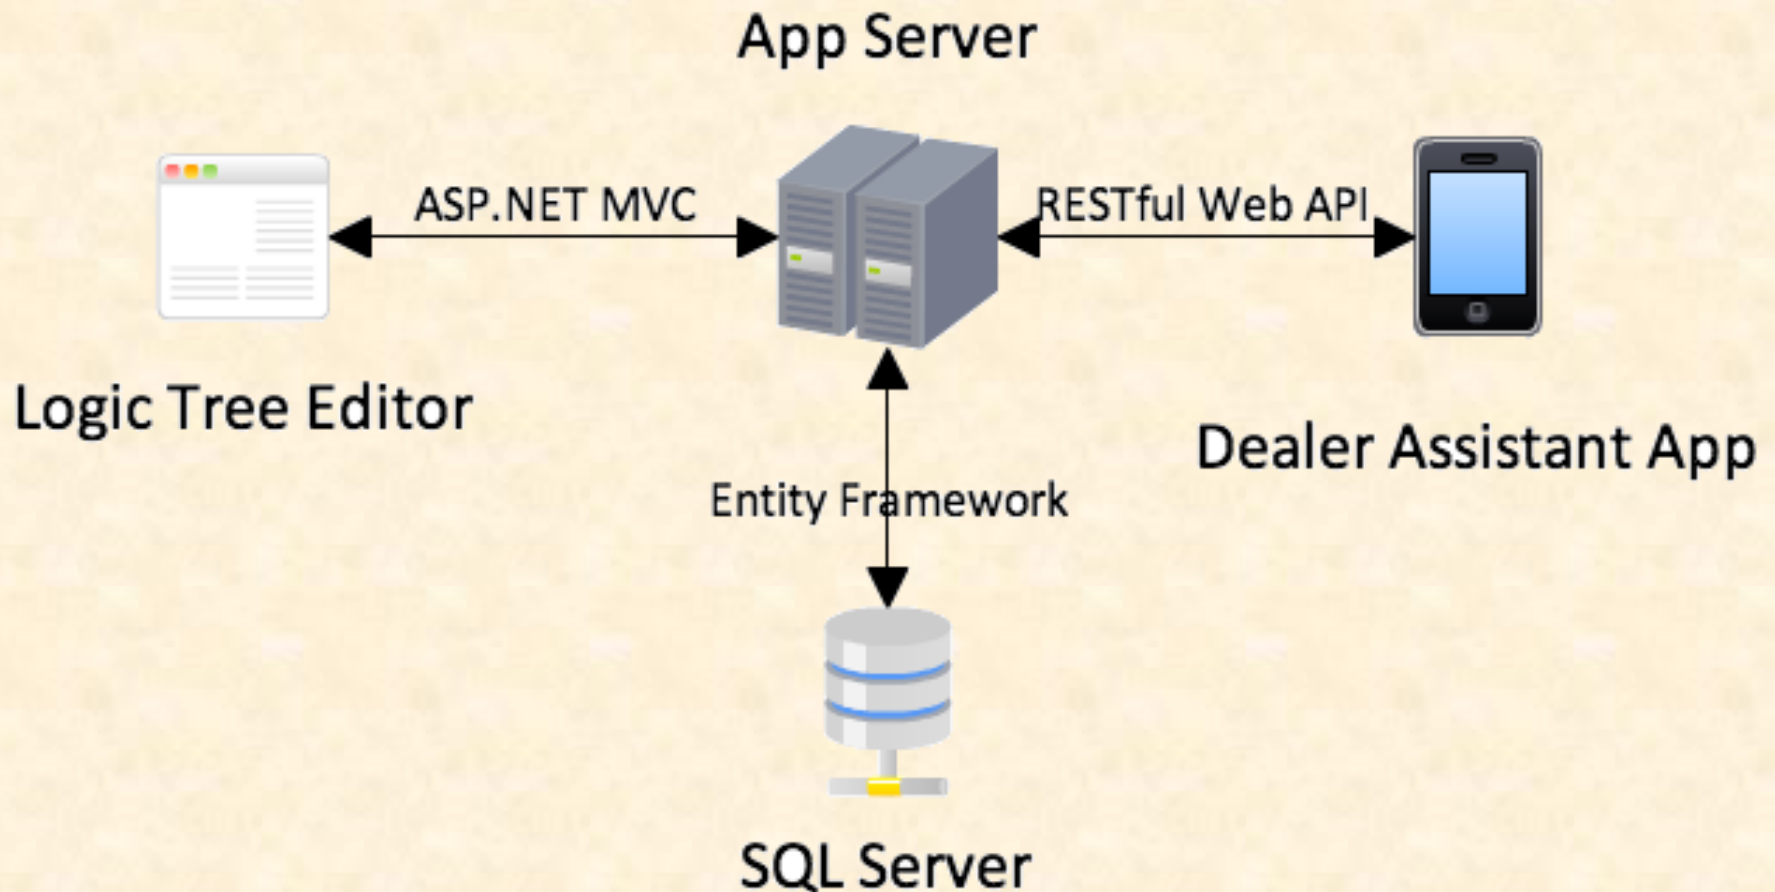 App Server
ASP.NET MVC
RESTful Web API
Logic Tree Editor
Dealer Assistant App
Entity Framework
SQL Server